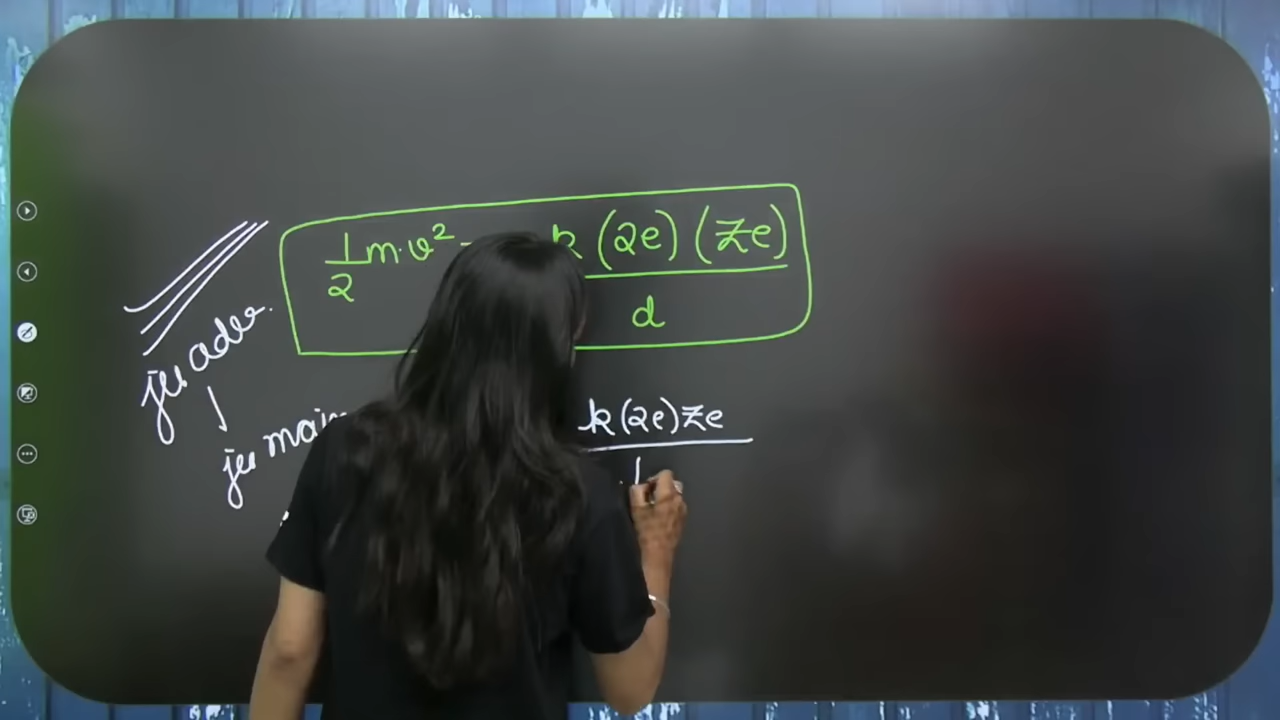 1/2 m.v² k (2e) (Ze)
d
jee adv.
jee main k(2e)Ze